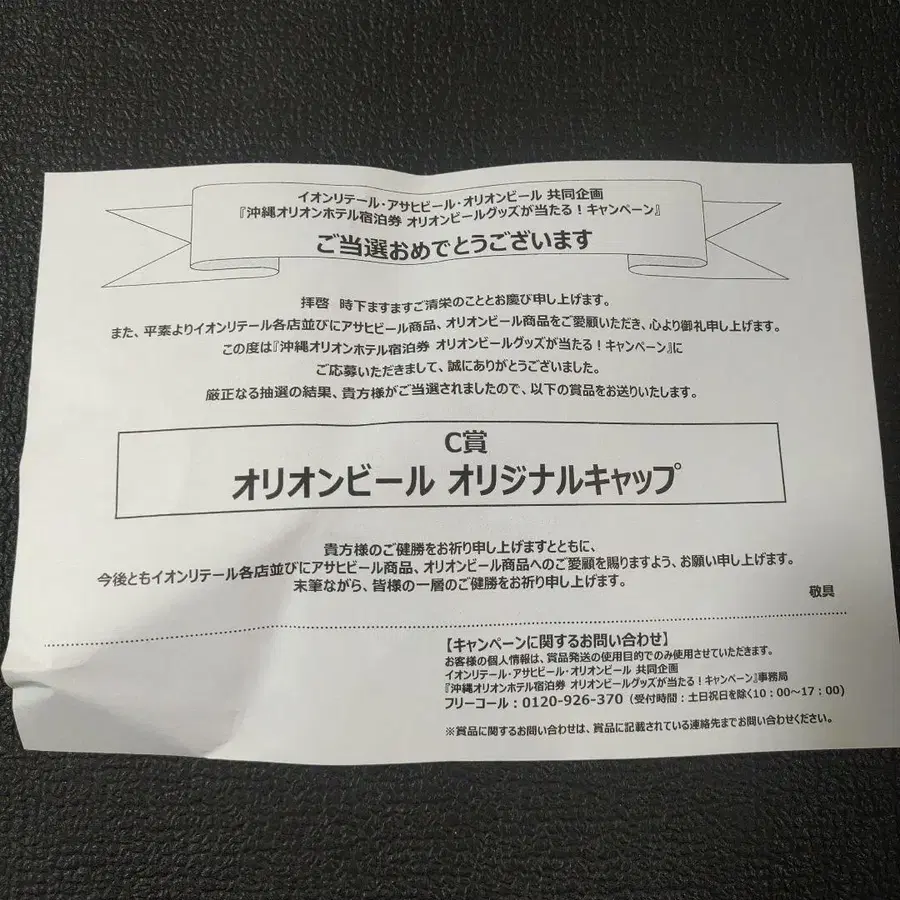 イオンリテール・アサヒビール・オリオンビール 共同企画
『沖縄オリオンホテル宿泊券 オリオンビールグッズが当たる！キャンペーン』
ご当選おめでとうございます
拝啓 時下ますますご清栄のこととお慶び申し上げます。
また、平素よりイオンリテール各店並びにアサヒビール商品、オリオンビール商品をご愛顧いただき、心より御礼申し上げます。
この度は『沖縄オリオンホテル宿泊券 オリオンビールグッズが当たる！キャンペーン』に
ご応募いただきまして、誠にありがとうございました。
厳正なる抽選の結果、貴方様がご当選されましたので、以下の賞品をお送りいたします。
C賞
オリオンビール オリジナルキャップ
貴方様のご健勝をお祈り申し上げますとともに、
今後ともイオンリテール各店並びにアサヒビール商品、オリオンビール商品へのご愛顧を賜りますよう、お願い申し上げます。
末筆ながら、皆様の一層のご健勝をお祈り申し上げます。
敬具
【キャンペーンに関するお問い合わせ】
お客様の個人情報は、賞品発送の使用目的でのみ使用させていただきます。
イオンリテール・アサヒビール・オリオンビール 共同企画
『沖縄オリオンホテル宿泊券 オリオンビールグッズが当たる！キャンペーン』事務局
フリーコール：0120-926-370（受付時間：土日祝日を除く10：00～17：00)
※賞品に関するお問い合わせは、賞品に記載されている連絡先までお問い合わせください。